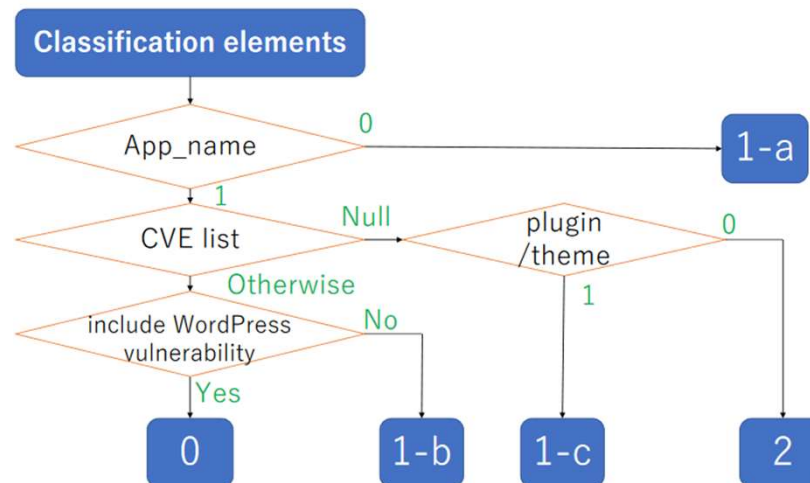 Classification elements
App_name
0
1-a
1
CVE list
Null
plugin
/theme
0
Otherwise
1
include WordPress
vulnerability
No
Yes
0
1-b
1-c
2